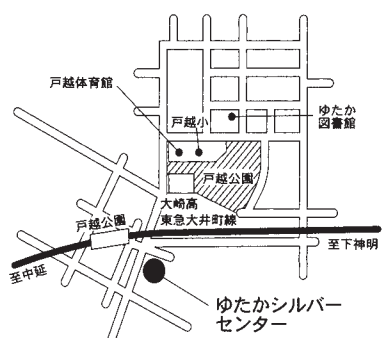 戸越体育館
戸越小
ゆたか
図書館
戸越公園
大崎高
東急大井町線
戸越公園
至下神明
至中延
ゆたかシルバー
センター